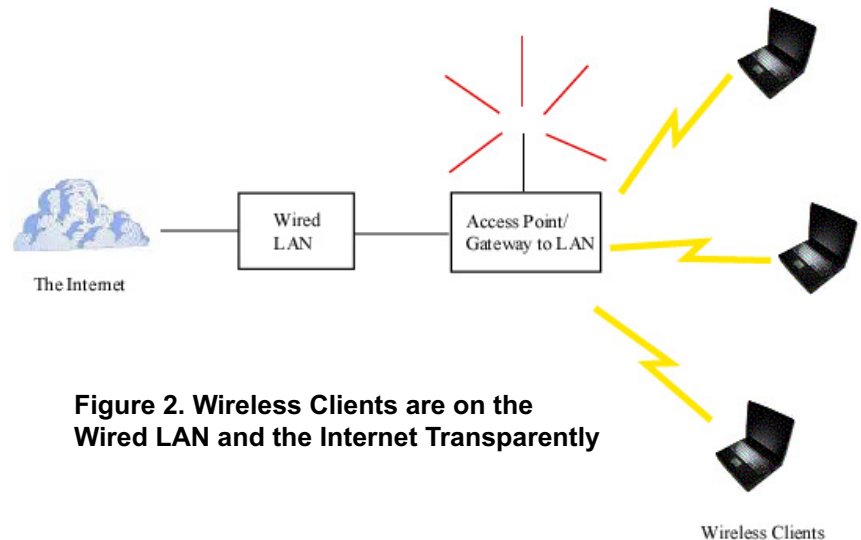 Wired
LAN
Access Point/
Gateway to LAN
The Internet
Figure 2. Wireless Clients are on the
Wired LAN and the Internet Transparently
Wireless Clients